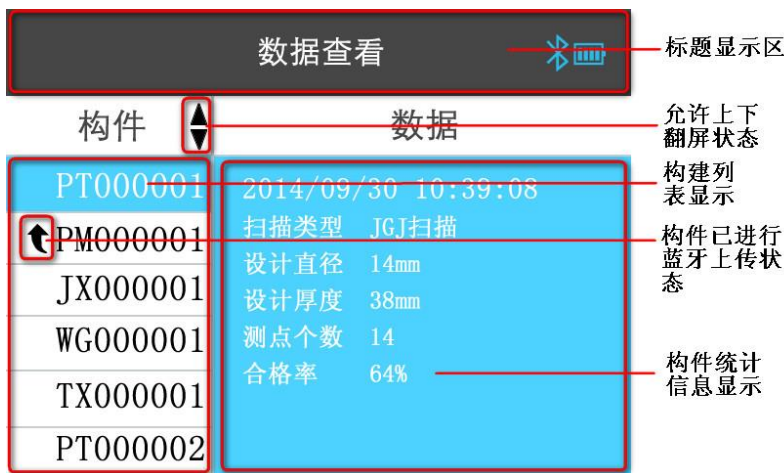 数据查看
标题显示区
构件
数据
允许上下
翻屏状态
PT000001
PM000001
JX000001
WG000001
TX000001
PT000002
2014/09/30 10:39:08
扫描类型 JGJ扫描
设计直径 14mm
设计厚度 38mm
测点个数 14
合格率 64%
构建列
表显示
构件已进行
蓝牙上传状
态
构件统计
信息显示